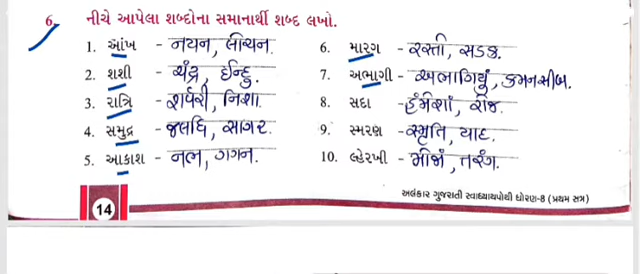 6. નીચે આપેલા શબ્દોના સમાનાર્થી શબ્દ લખો.
1. આંખ - નયન, લોચન.
2. શશી - ચંદ્ર, ઈન્દુ.
3. રાત્રિ - શર્વરી, નિશા.
4. સમુદ્ર - જલધિ, સાગર.
5. આકાશ - નભ, ગગન.
6. મારગ - રસ્તો, સડક.
7. અભાગી - અભાગિયું, કમનસીબ.
8. સદા - હંમેશાં, રોજ.
9. સ્મરણ - સ્મૃતિ, યાદ.
10. લ્હેરખી - મોજાં, તરંગ.
14
અલંકાર ગુજરાતી સ્વાધ્યાયપોથી ધોરણ-8 (પ્રથમ સત્ર)